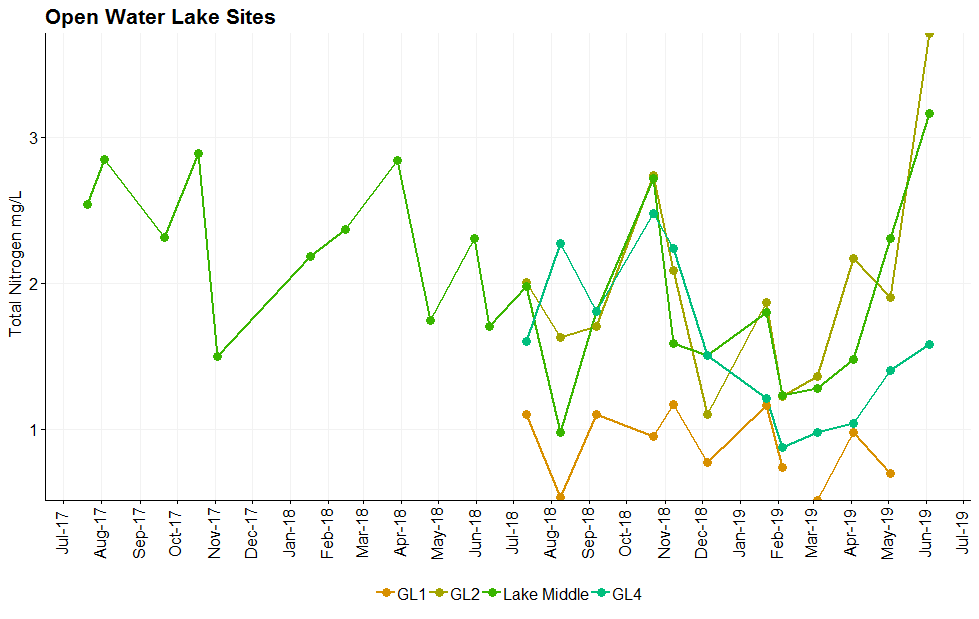 Open Water Lake Sites
Total Nitrogen mg/L
3
2
1
Jul-17 Aug-17 Sep-17 Oct-17 Nov-17 Dec-17 Jan-18 Feb-18 Mar-18 Apr-18 May-18 Jun-18 Jul-18 Aug-18 Sep-18 Oct-18 Nov-18 Dec-18 Jan-19 Feb-19 Mar-19 Apr-19 May-19 Jun-19 Jul-19
GL1 GL2 Lake Middle GL4